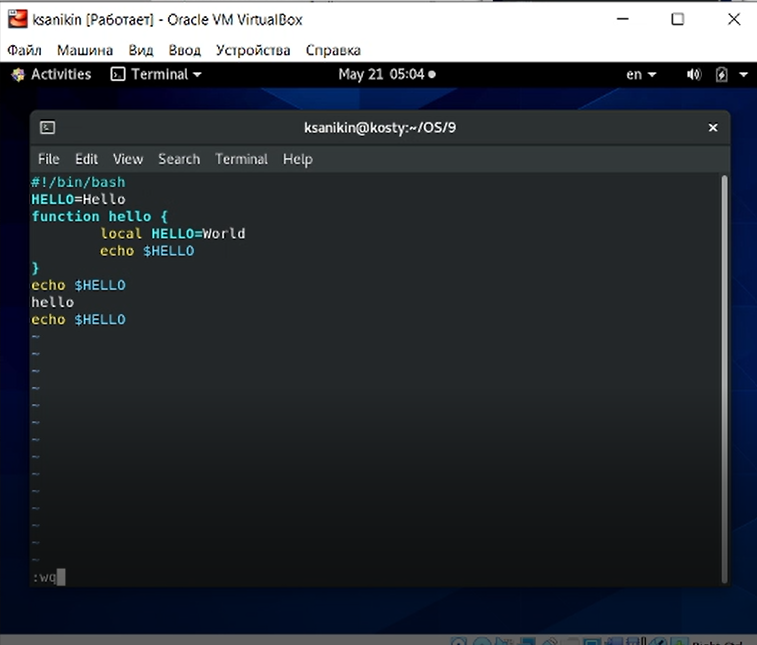 ksanikin [Работает] - Oracle VM VirtualBox
Файл Машина Вид Ввод Устройства Справка
Activities Terminal May 21 05:04 en
ksanikin@kosty:~/OS/9
File Edit View Search Terminal Help
#!/bin/bash
HELLO=Hello
function hello {
local HELLO=World
echo $HELLO
}
echo $HELLO
hello
echo $HELLO
~
~
~
~
~
~
~
~
~
~
~
~
~
~
:wq